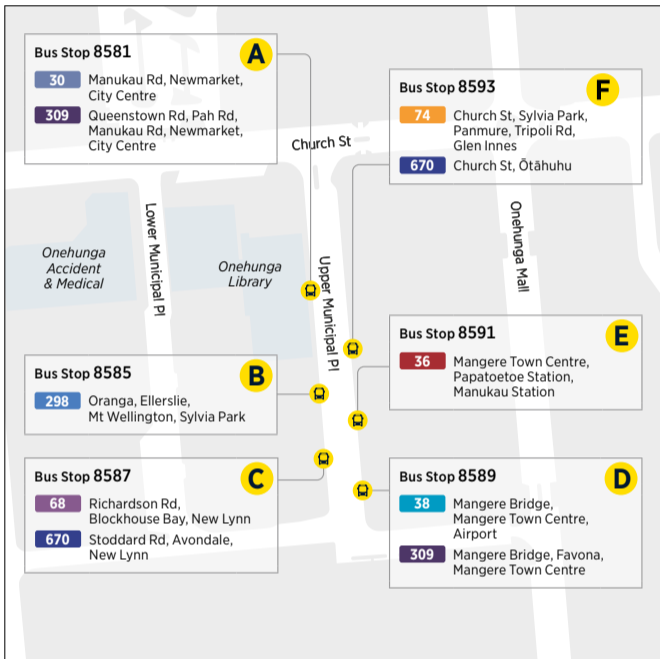 Bus Stop 8581
A
30
Manukau Rd, Newmarket,
City Centre
309
Queenstown Rd, Pah Rd,
Manukau Rd, Newmarket,
City Centre
Bus Stop 8593
F
74
Church St, Sylvia Park,
Panmure, Tripoli Rd,
Glen Innes
670
Church St, Ōtāhuhu
Church St
Lower Municipal Pl
Upper Municipal Pl
Onehunga Mall
Onehunga
Accident
& Medical
Onehunga
Library
Bus Stop 8585
B
298
Oranga, Ellerslie,
Mt Wellington, Sylvia Park
Bus Stop 8591
E
36
Mangere Town Centre,
Papatoetoe Station,
Manukau Station
Bus Stop 8587
C
68
Richardson Rd,
Blockhouse Bay, New Lynn
670
Stoddard Rd, Avondale,
New Lynn
Bus Stop 8589
D
38
Mangere Bridge,
Mangere Town Centre,
Airport
309
Mangere Bridge, Favona,
Mangere Town Centre